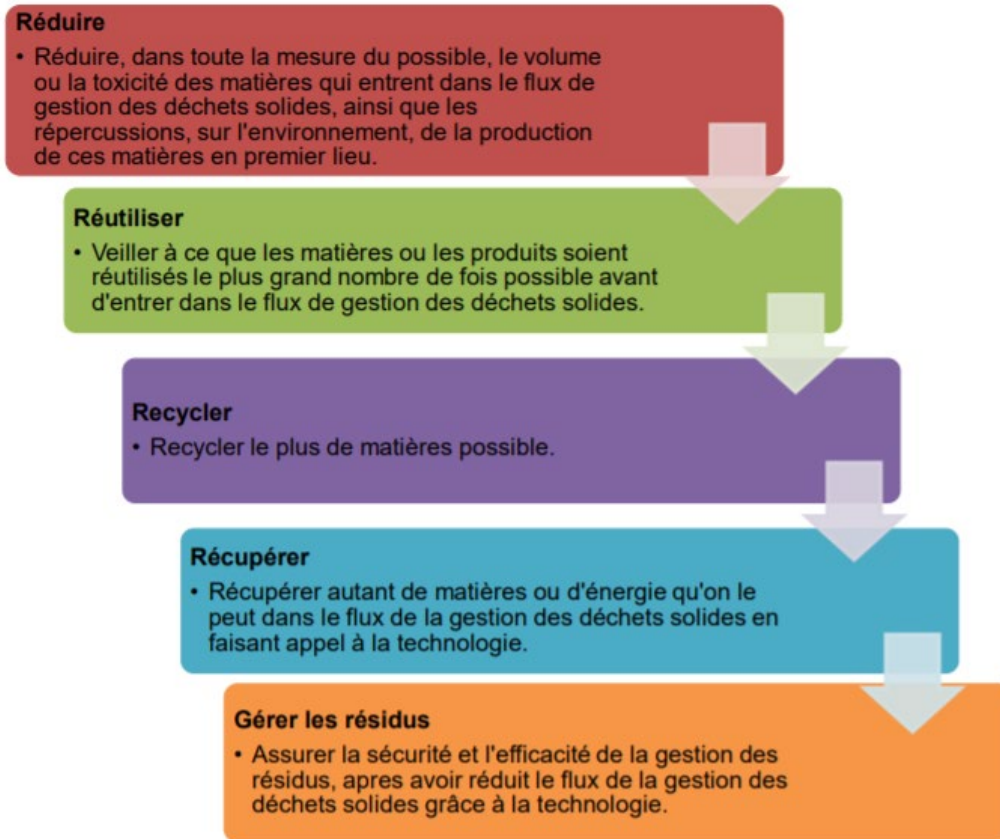 Réduire
• Réduire, dans toute la mesure du possible, le volume
ou la toxicité des matières qui entrent dans le flux de
gestion des déchets solides, ainsi que les
répercussions, sur l'environnement, de la production
de ces matières en premier lieu.
Réutiliser
• Veiller à ce que les matières ou les produits soient
réutilisés le plus grand nombre de fois possible avant
d'entrer dans le flux de gestion des déchets solides.
Recycler
• Recycler le plus de matières possible.
Récupérer
• Récupérer autant de matières ou d'énergie qu'on le
peut dans le flux de la gestion des déchets solides en
faisant appel à la technologie.
Gérer les résidus
• Assurer la sécurité et l'efficacité de la gestion des
résidus, apres avoir réduit le flux de la gestion des
déchets solides grâce à la technologie.